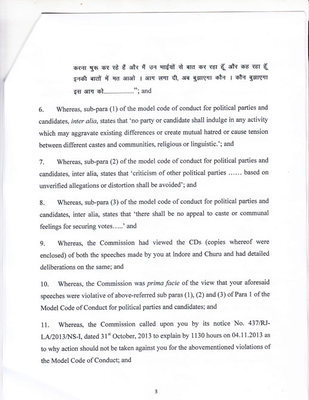 करना शुरू कर रहे हैं और मैं उन भाईयों से बात कर रहा हूँ और कह रहा हूँ
इनकी बातों में मत आओ । आग लगा दी, अब बुझाएगा कौन । कौन बुझाएगा
इस आग को....................."; and
6. Whereas, sub-para (1) of the model code of conduct for political parties and
candidates, inter alia, states that 'no party or candidate shall indulge in any activity
which may aggravate existing differences or create mutual hatred or cause tension
between different castes and communities, religious or linguistic.'; and
7. Whereas, sub-para (2) of the model code of conduct for political parties and
candidates, inter alia, states that 'criticism of other political parties ...... based on
unverified allegations or distortion shall be avoided'; and
8. Whereas, sub-para (3) of the model code of conduct for political parties and
candidates, inter alia, states that 'there shall be no appeal to caste or communal
feelings for securing votes.....' and
9. Whereas, the Commission had viewed the CDs (copies whereof were
enclosed) of both the speeches made by you at Indore and Churu and had detailed
deliberations on the same; and
10. Whereas, the Commission was prima facie of the view that your aforesaid
speeches were violative of above-referred sub paras (1), (2) and (3) of Para 1 of the
Model Code of Conduct for political parties and candidates; and
11. Whereas, the Commission called upon you by its notice No. 437/RJ-
LA/2013/NS-I, dated 31st October, 2013 to explain by 1130 hours on 04.11.2013 as
to why action should not be taken against you for the abovementioned violations of
the Model Code of Conduct; and
3